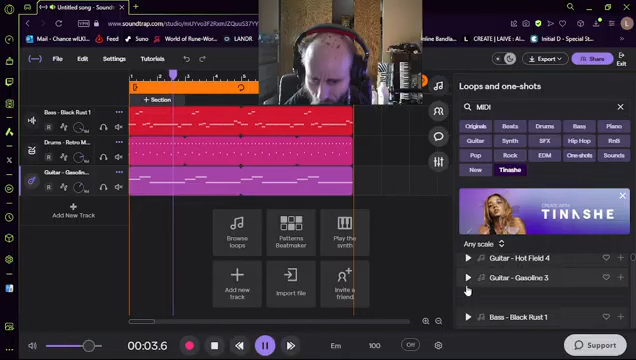 Untitled song - Soundtrap
www.soundtrap.com/studio/
Mail - Chance
Feed
Suno
World of Rune-Wor...
LANDR
Online Bandla...
CREATE | LAIVE : AI...
Initial D - Starring
File
Edit
Settings
Tutorials
Export
Share
Exit
Section
Bass - Black Rust 1
Drums - Retro M...
Guitar - Gasolin...
Add New Track
Browse loops
Patterns Beatmaker
Play the synth
Add new track
Import file
Invite a friend
Loops and one-shots
MIDI
Originals Beats Drums Bass Piano
Guitar Synth SFX Hip Hop RnB
Pop Rock EDM One-shots Sounds
New Tinashe
CREATE WITH
TINASHE
Any scale
Guitar - Hot Field 4
Guitar - Gasoline 3
Bass - Black Rust 1
00:03.6
Em
100
Off
Support